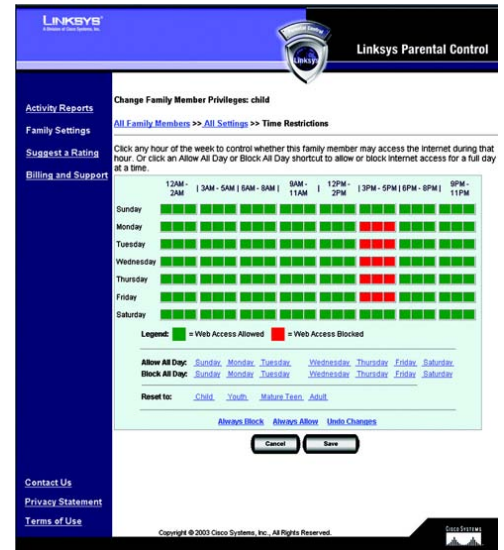 LINKSYS®
A Division of Cisco Systems, Inc.
Parental Control
Linksys
Linksys Parental Control
Activity Reports
Family Settings
Suggest a Rating
Billing and Support
Change Family Member Privileges: child
All Family Members >> All Settings >> Time Restrictions
Click any hour of the week to control whether this family member may access the Internet during that
hour. Or click an Allow All Day or Block All Day shortcut to allow or block Internet access for a full day
at a time.
12AM - 2AM | 3AM - 5AM | 6AM - 8AM | 9AM - 11AM | 12PM - 2PM | 3PM - 5PM | 6PM - 8PM | 9PM - 11PM
Sunday
Monday
Tuesday
Wednesday
Thursday
Friday
Saturday
Legend: = Web Access Allowed = Web Access Blocked
Allow All Day: Sunday Monday Tuesday Wednesday Thursday Friday Saturday
Block All Day: Sunday Monday Tuesday Wednesday Thursday Friday Saturday
Reset to: Child Youth Mature Teen Adult
Always Block Always Allow Undo Changes
Cancel Save
Contact Us
Privacy Statement
Terms of Use
Copyright © 2003 Cisco Systems, Inc., All Rights Reserved.
CISCO SYSTEMS